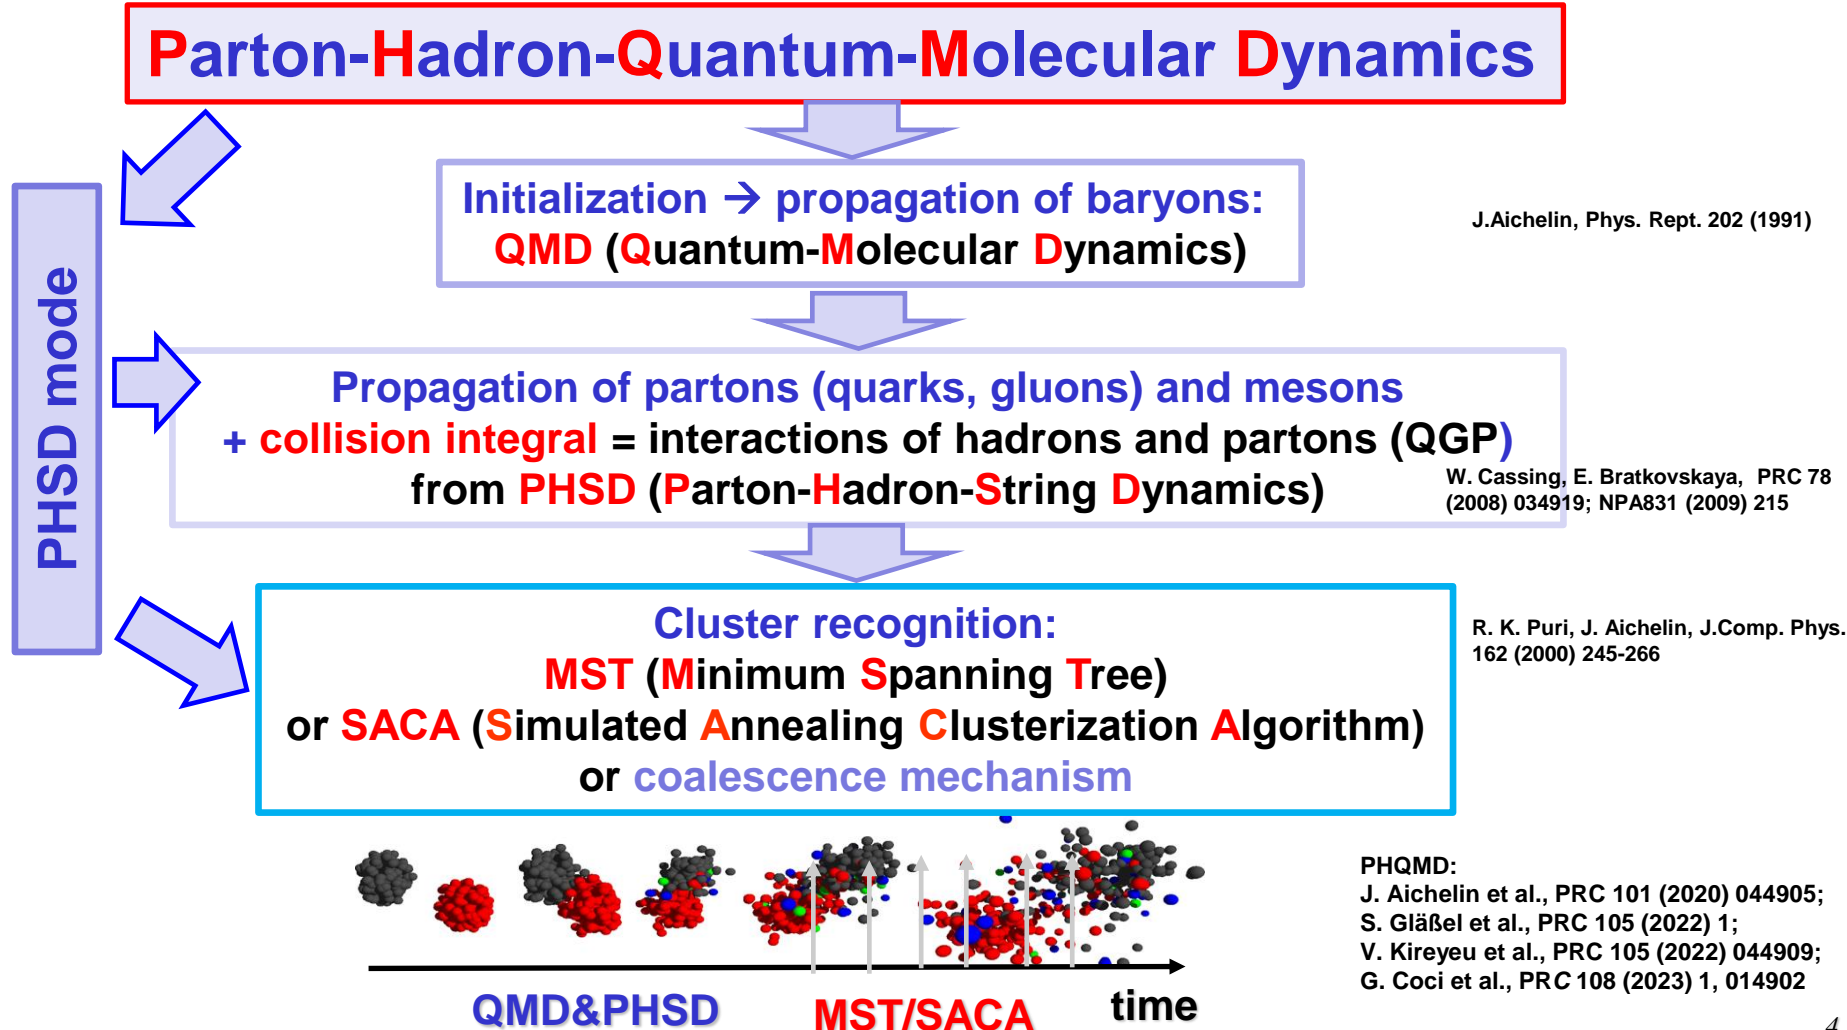 Parton-Hadron-Quantum-Molecular Dynamics
PHSD mode
Initialization → propagation of baryons:
QMD (Quantum-Molecular Dynamics)
J.Aichelin, Phys. Rept. 202 (1991)
Propagation of partons (quarks, gluons) and mesons
+ collision integral = interactions of hadrons and partons (QGP)
from PHSD (Parton-Hadron-String Dynamics)
W. Cassing, E. Bratkovskaya, PRC 78
(2008) 034919; NPA831 (2009) 215
Cluster recognition:
MST (Minimum Spanning Tree)
or SACA (Simulated Annealing Clusterization Algorithm)
or coalescence mechanism
R. K. Puri, J. Aichelin, J.Comp. Phys.
162 (2000) 245-266
PHQMD:
J. Aichelin et al., PRC 101 (2020) 044905;
S. Gläßel et al., PRC 105 (2022) 1;
V. Kireyeu et al., PRC 105 (2022) 044909;
G. Coci et al., PRC 108 (2023) 1, 014902
QMD&PHSD
MST/SACA
time
4